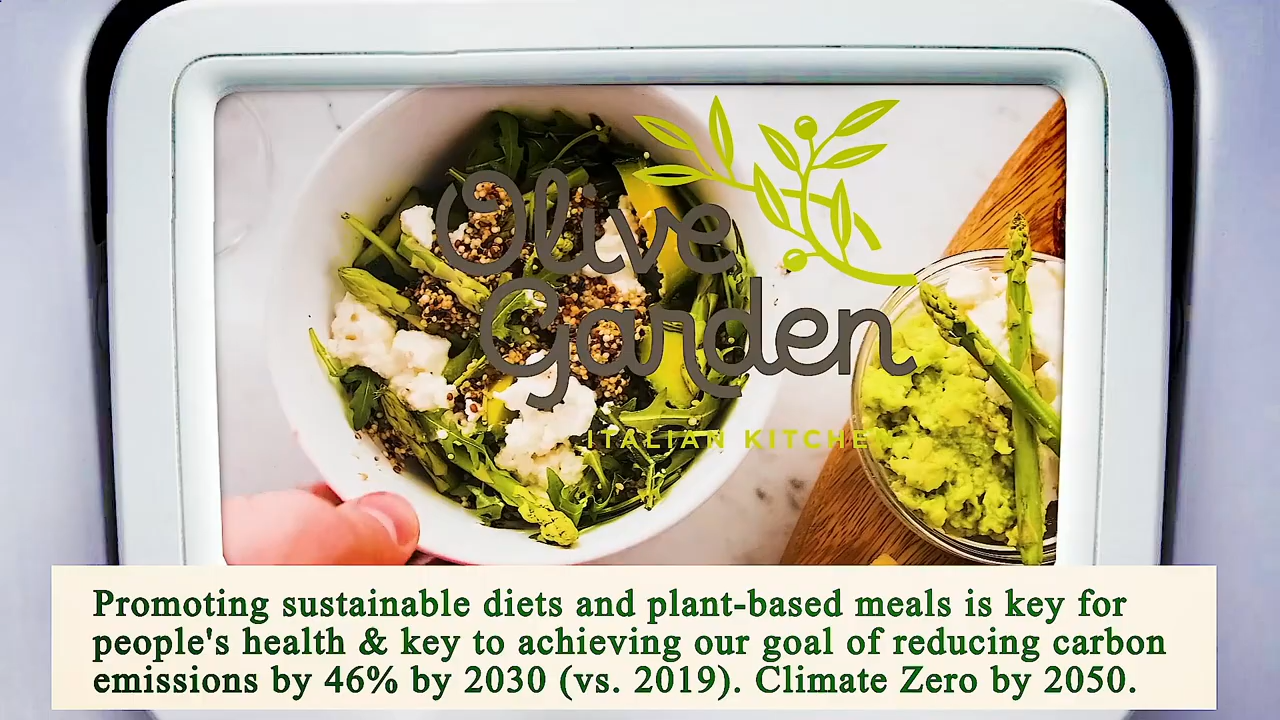 Olive
Garden
ITALIAN KITCHEN
Promoting sustainable diets and plant-based meals is key for
people's health & key to achieving our goal of reducing carbon
emissions by 46% by 2030 (vs. 2019). Climate Zero by 2050.